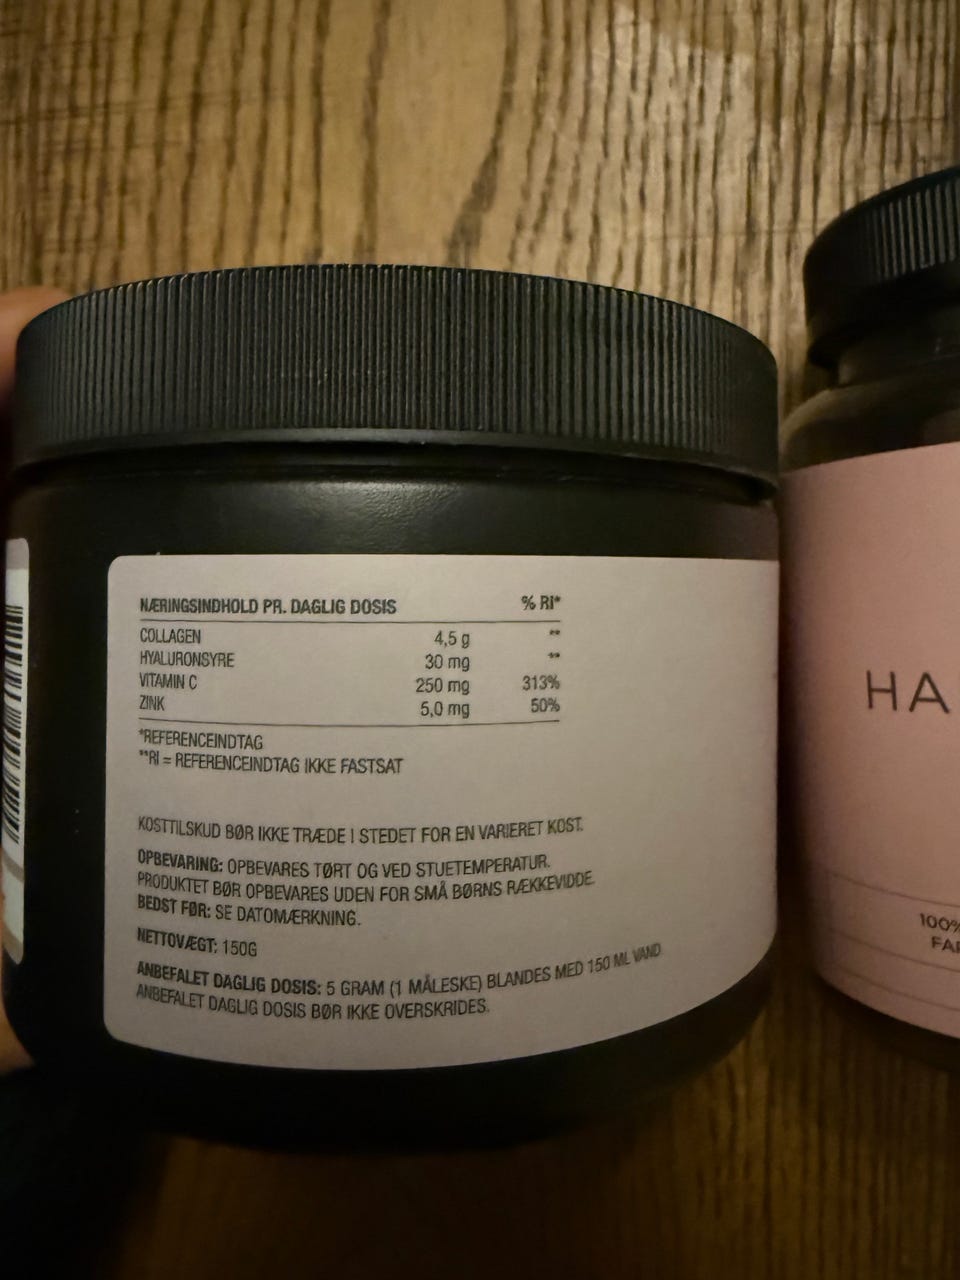 NÆRINGSINDHOLD PR. DAGLIG DOSIS % RI*
COLLAGEN 4,5 g **
HYALURONSYRE 30 mg **
VITAMIN C 250 mg 313%
ZINK 5,0 mg 50%
*REFERENCEINDTAG
**RI = REFERENCEINDTAG IKKE FASTSAT
KOSTTILSKUD BØR IKKE TRÆDE I STEDET FOR EN VARIERET KOST.
OPBEVARING: OPBEVARES TØRT OG VED STUETEMPERATUR.
PRODUKTET BØR OPBEVARES UDEN FOR SMÅ BØRNS RÆKKEVIDDE.
BEDST FØR: SE DATOMÆRKNING.
NETTOVÆGT: 150G
ANBEFALET DAGLIG DOSIS: 5 GRAM (1 MÅLESKE) BLANDES MED 150 ML VAND
ANBEFALET DAGLIG DOSIS BØR IKKE OVERSKRIDES.
HA
100%
FAR